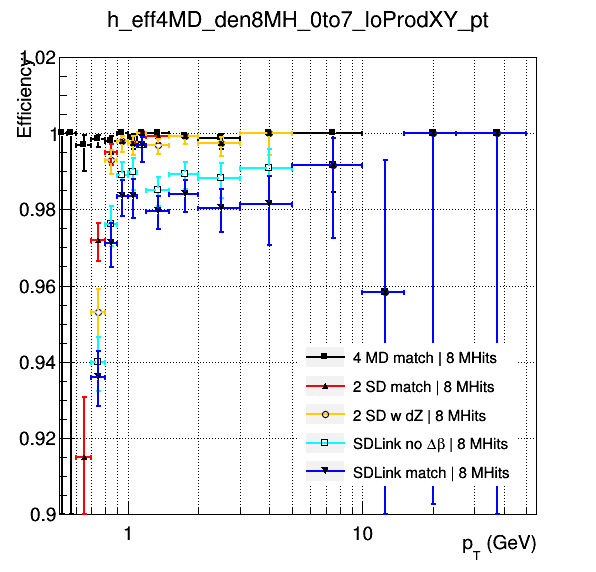 h_eff4MD_den8MH_0to7_loProdXY_pt
Efficiency
1.02
1
0.98
0.96
0.94
0.92
0.9
4 MD match | 8 MHits
2 SD match | 8 MHits
2 SD w dZ | 8 MHits
SDLink no Δβ | 8 MHits
SDLink match | 8 MHits
1
10
p_T (GeV)